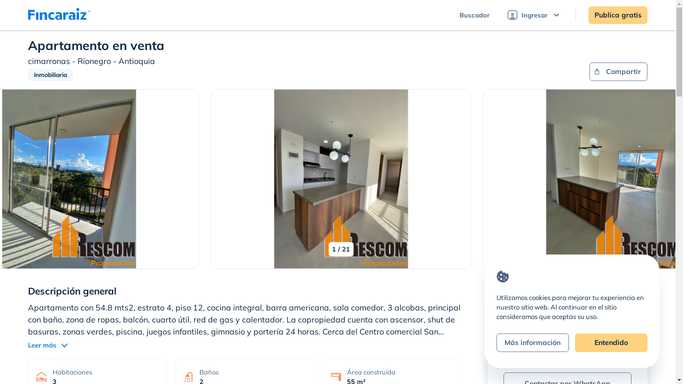 Fincaraiz
Buscador
Ingresar
Publica gratis
Apartamento en venta
cimarronas - Rionegro - Antioquia
Inmobiliaria
Compartir
RESCOM
RESCOM
RESCOM
1 / 21
Descripción general
Apartamento con 54.8 mts2, estrato 4, piso 12, cocina integral, barra americana, sala comedor, 3 alcobas, principal
con baño, zona de ropas, balcón, cuarto útil, red de gas y calentador. La copropiedad cuenta con ascensor, shut de
basuras, zonas verdes, piscina, juegos infantiles, gimnasio y portería 24 horas. Cerca del Centro comercial San...
Leer más
Habitaciones
3
Baños
2
Área construida
55 m²
Utilizamos cookies para mejorar tu experiencia en
nuestro sitio web. Al continuar en el sitio
consideramos que aceptas su uso.
Más información
Entendido
Contactar por WhatsApp